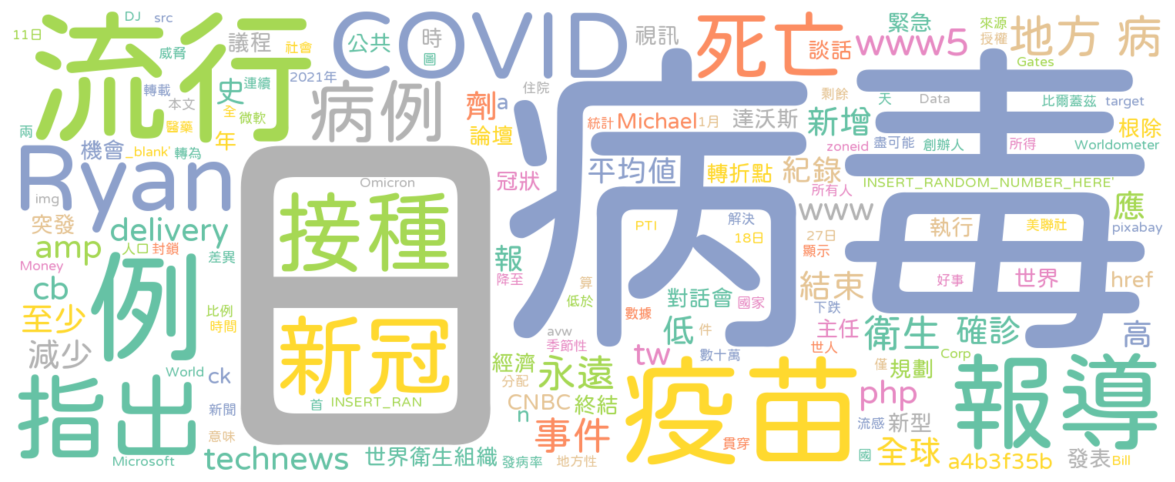 11日
DJ
src
威脅
議程
社會
公共
COVID
時
圖
視訊
死亡
談話
緊急
www5
來源
授權
地方
病
Gates
流行
2021年
轉載
本文
史
連續
全
微軟
醫藥
年
兩
病例
住院
劑
a
論壇
統計
Michael
1月
達沃斯
剩餘
新增
天
Data
比爾蓋茲
target
根除
zoneid
盡可能
創辦人
所得
Worldometer
機會
_blank'
轉為
Ryan
img
突發
amp
delivery
人口
封鎖
差異
Money
cb
例
至少
比例
時間
減少
日
Omicron
接種
新冠
首
INSERT_RAN
病毒
冠狀
平均值
轉折點
紀錄
所有人
INSERT_RANDOM_NUMBER_HERE'
www
應
pixabay
執行
美聯社
PTI
解決
18日
27日
顯示
報
降至
算
低於
對話會
國家
數據
結束
好事
世界
href
下跌
avw
季節性
低
件
主任
世人
衛生
確診
高
經濟
分配
永遠
tw
數十萬
Corp
僅
規劃
指出
World
ck
新聞
意味
Microsoft
technews
世界衛生組織
CNBC
n
終結
事件
發病率
地方性
疫苗
貫穿
php
流感
新型
國
全球
a4b3f35b
報導
發表
Bill